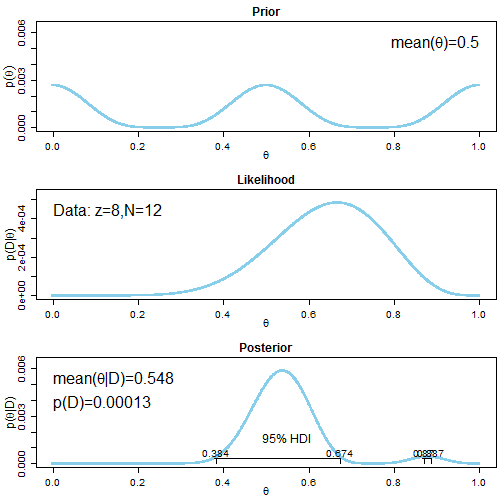 Prior
p(θ)
0.006
0.003
0.000
mean(θ)=0.5
0.0 0.2 0.4 0.6 0.8 1.0
θ
Likelihood
p(D|θ)
4e-04
2e-04
0e+00
Data: z=8,N=12
0.0 0.2 0.4 0.6 0.8 1.0
θ
Posterior
p(θ|D)
0.006
0.003
0.000
mean(θ|D)=0.548
p(D)=0.00013
95% HDI
0.384 0.674
0.0 0.2 0.4 0.6 0.8 1.0
θ